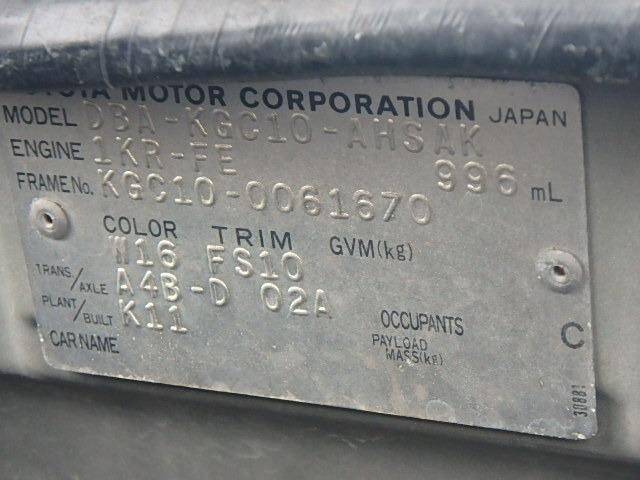 TOYOTA MOTOR CORPORATION JAPAN
MODEL DBA-KGC10-AHSAK
ENGINE 1KR-FE 996 mL
FRAME No. KGC10-0061670
COLOR TRIM GVM(kg)
W16 FS10
TRANS./AXLE A4B-D 02A
PLANT/BUILT K11 OCCUPANTS C
CAR NAME PAYLOAD MASS(kg)
30881